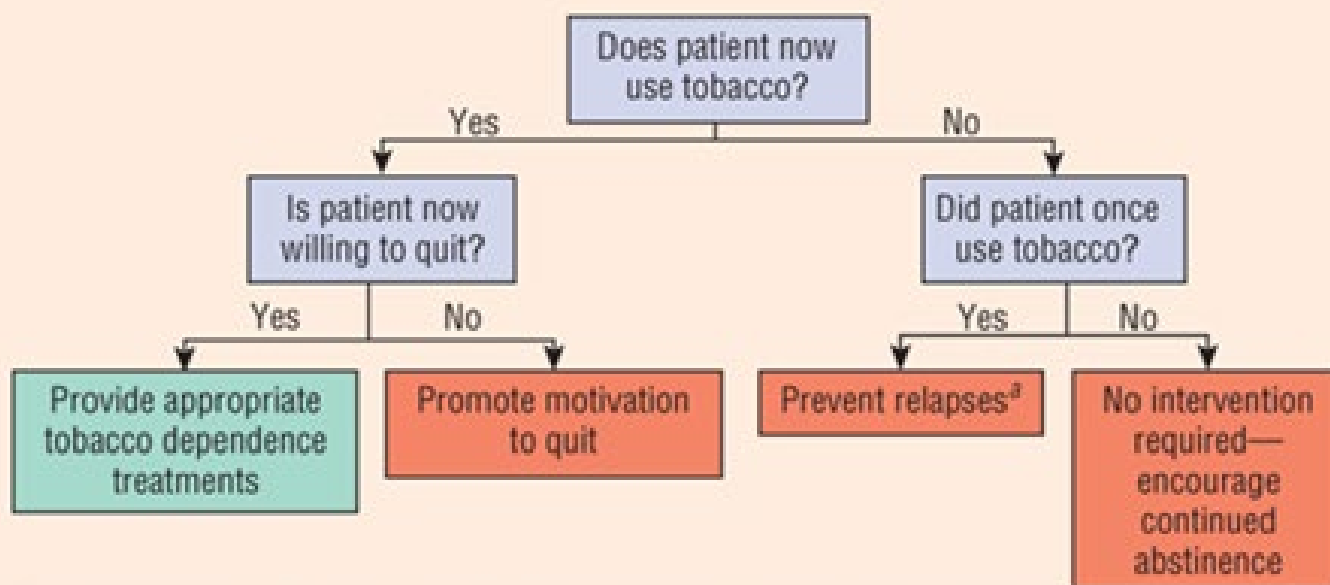 Does patient now
use tobacco?
Yes
No
Is patient now
willing to quit?
Did patient once
use tobacco?
Yes
No
Yes
No
Provide appropriate
tobacco dependence
treatments
Promote motivation
to quit
Prevent relapsesᵃ
No intervention
required—
encourage
continued
abstinence